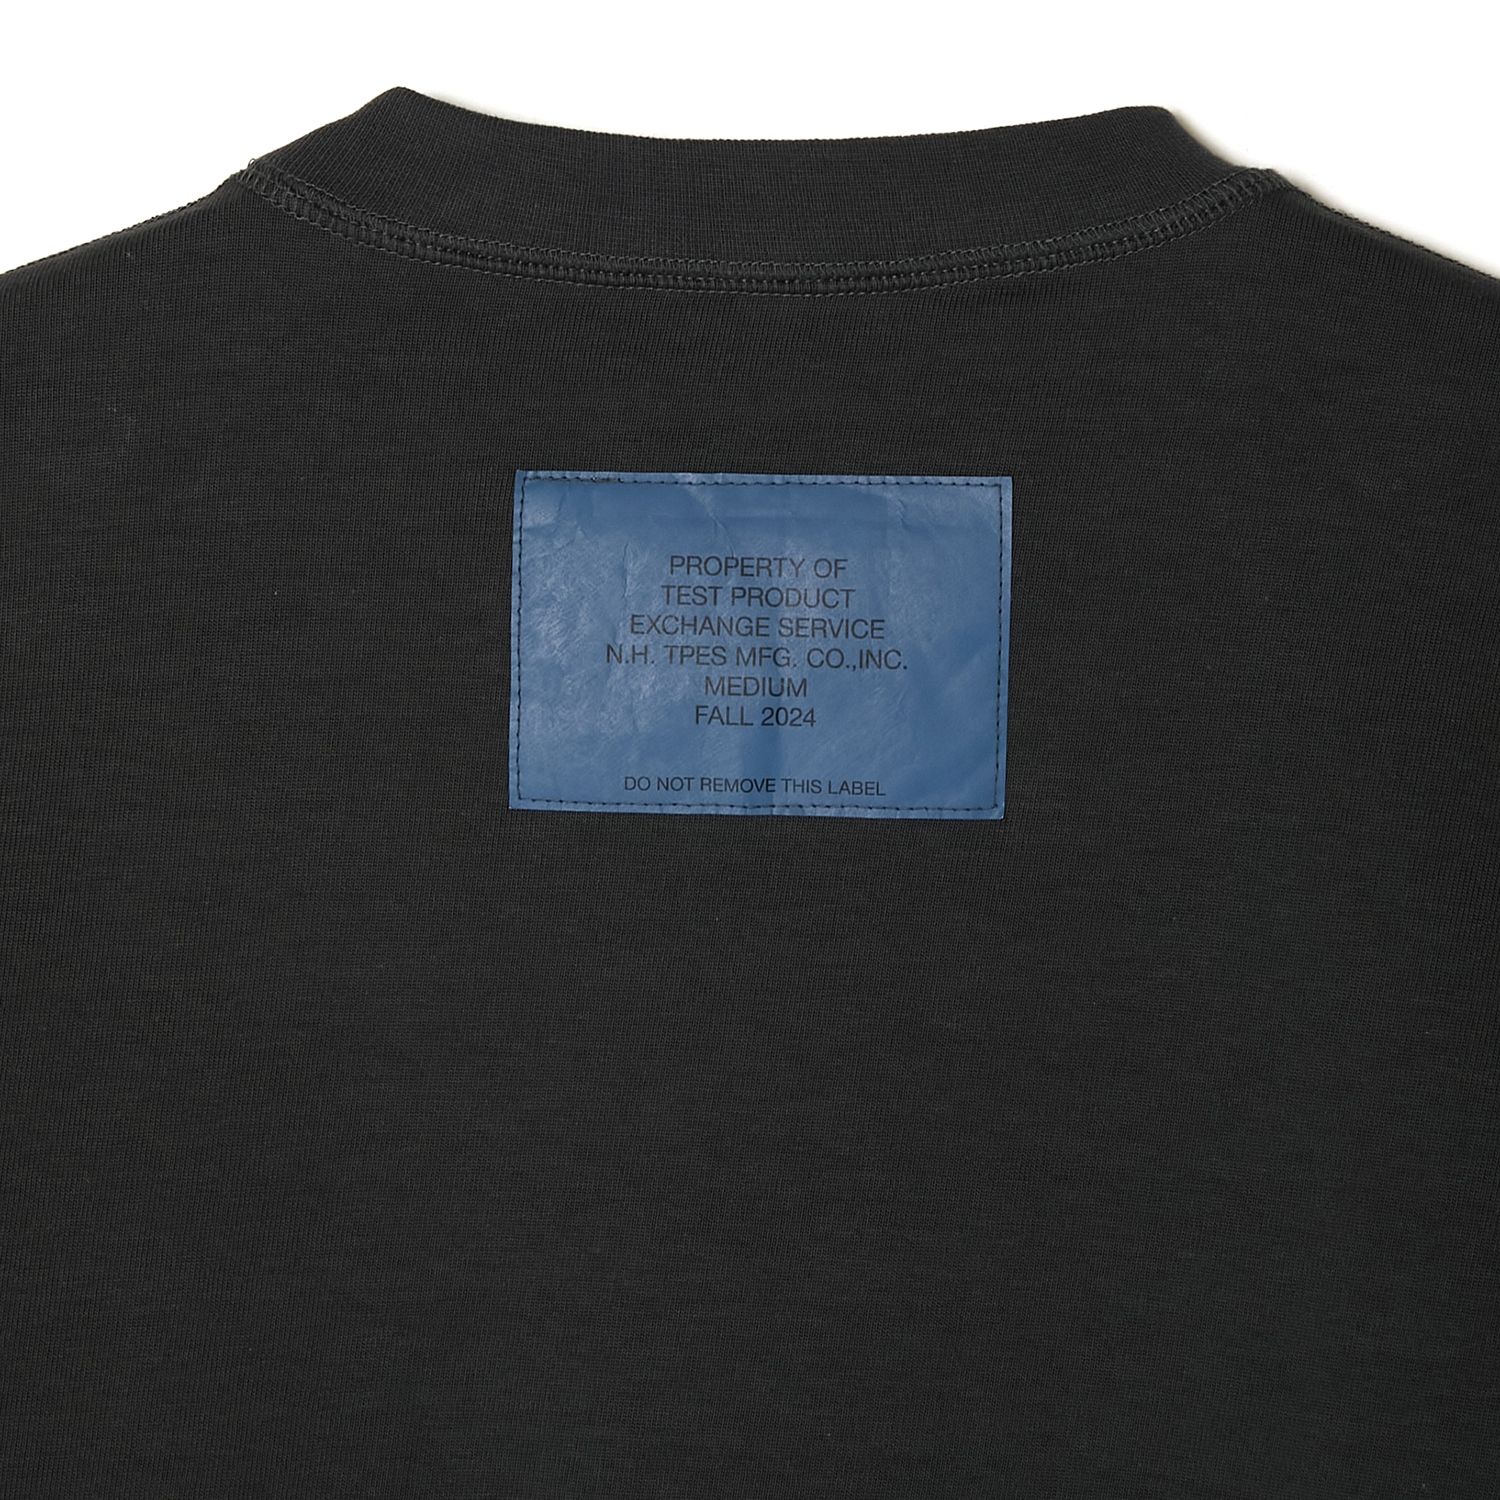 PROPERTY OF
TEST PRODUCT
EXCHANGE SERVICE
N.H. TPES MFG. CO.,INC.
MEDIUM
FALL 2024
DO NOT REMOVE THIS LABEL